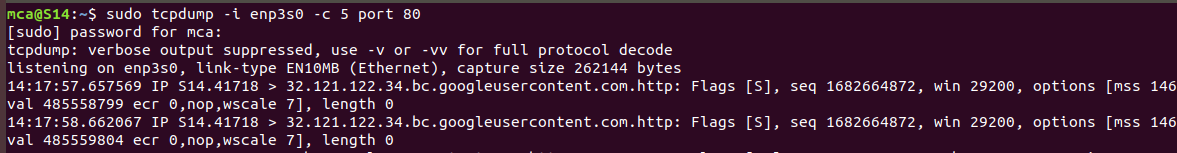 mca@S14:~$ sudo tcpdump -i enp3s0 -c 5 port 80
[sudo] password for mca:
tcpdump: verbose output suppressed, use -v or -vv for full protocol decode
listening on enp3s0, link-type EN10MB (Ethernet), capture size 262144 bytes
14:17:57.657569 IP S14.41718 > 32.121.122.34.bc.googleusercontent.com.http: Flags [S], seq 1682664872, win 29200, options [mss 146
val 485558799 ecr 0,nop,wscale 7], length 0
14:17:58.662067 IP S14.41718 > 32.121.122.34.bc.googleusercontent.com.http: Flags [S], seq 1682664872, win 29200, options [mss 146
val 485559804 ecr 0,nop,wscale 7], length 0